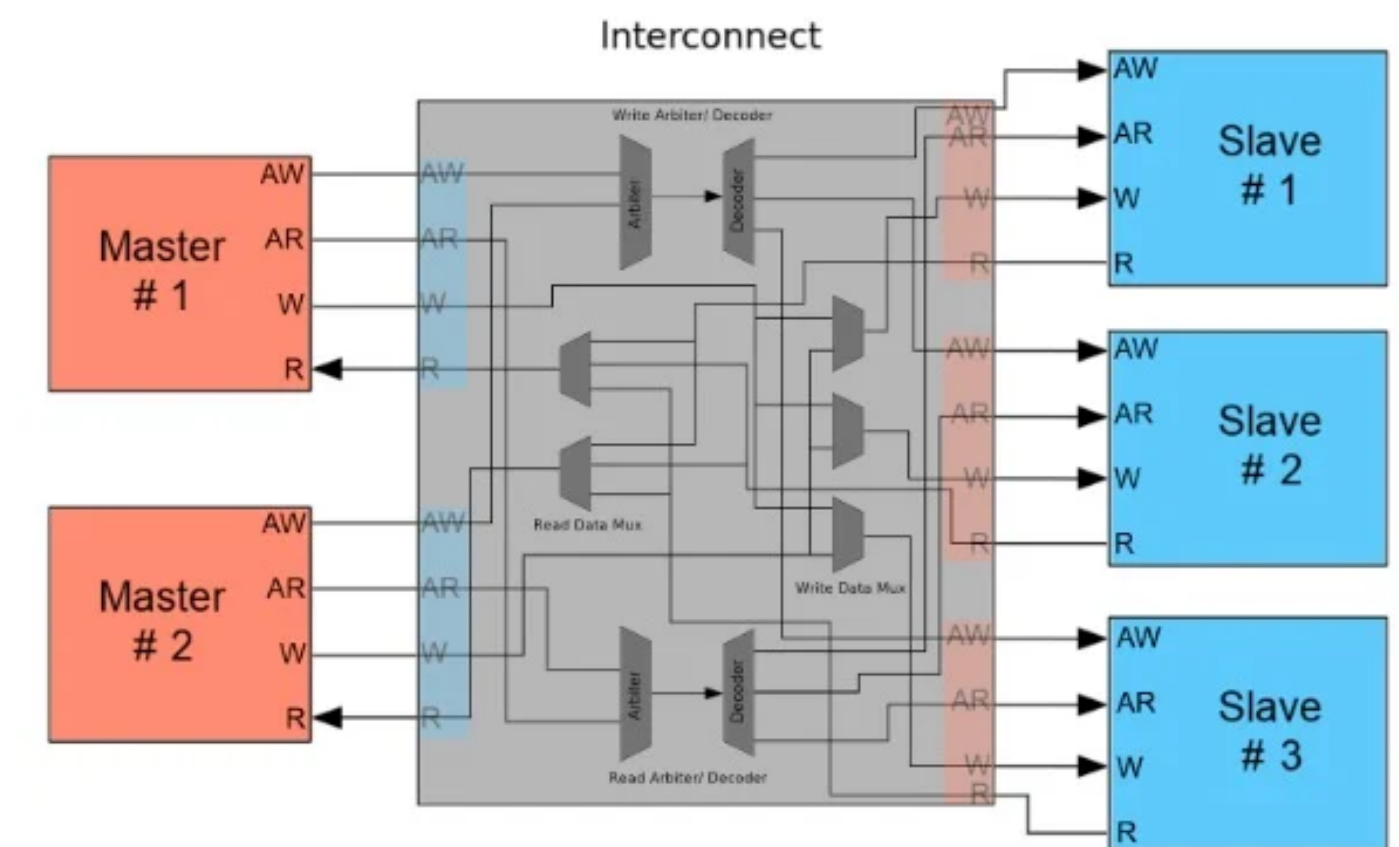 Interconnect
Write Arbiter/ Decoder
Master
# 1
AW
AR
W
R
Master
# 2
AW
AR
W
R
AW
AR
W
R
AW
AR
W
R
Arbiter
Decoder
Read Data Mux
Write Data Mux
Arbiter
Decoder
Read Arbiter/ Decoder
AW
AR
W
R
AW
AR
W
R
AW
AR
W
R
AW
AR
W
R
Slave
# 1
AW
AR
W
R
Slave
# 2
AW
AR
W
R
Slave
# 3